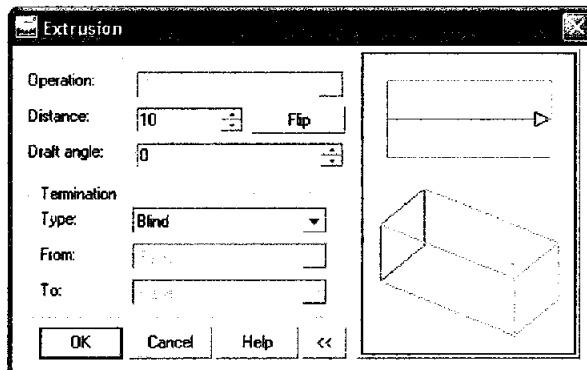 Extrusion
Operation:
Distance: 10 Flip
Draft angle: 0
Termination
Type: Blind
From:
To:
OK Cancel Help <<